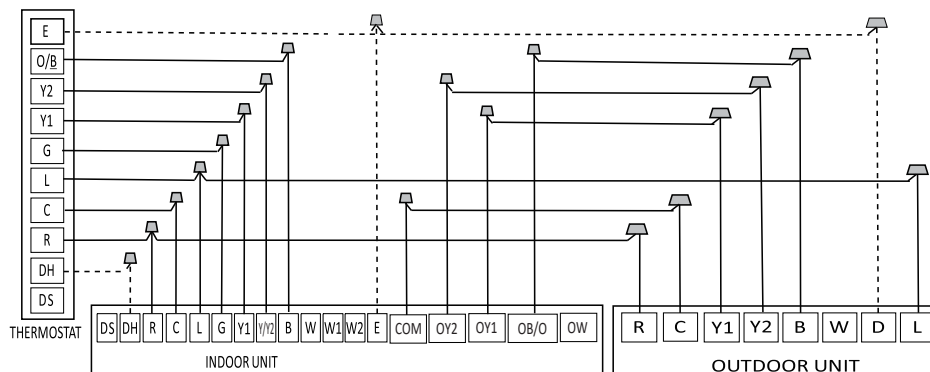 E
O/B
Y2
Y1
G
L
C
R
DH
DS
THERMOSTAT
DS DH R C L G Y1 Y/Y2 B W W1 W2 E COM OY2 OY1 OB/O OW
INDOOR UNIT
R C Y1 Y2 B W D L
OUTDOOR UNIT